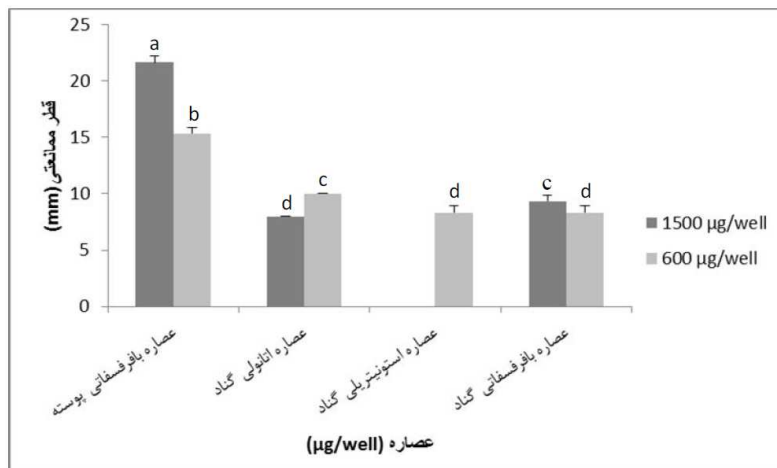 25
20
15
10
5
0
قطر ممانعتی (mm)
a
b
d
c
d
c
d
1500 µg/well
600 µg/well
عصاره بافرفسفاتی پوسته
عصاره اتانولی گناد
عصاره استونیتریلی گناد
عصاره بافرفسفاتی گناد
عصاره (µg/well)